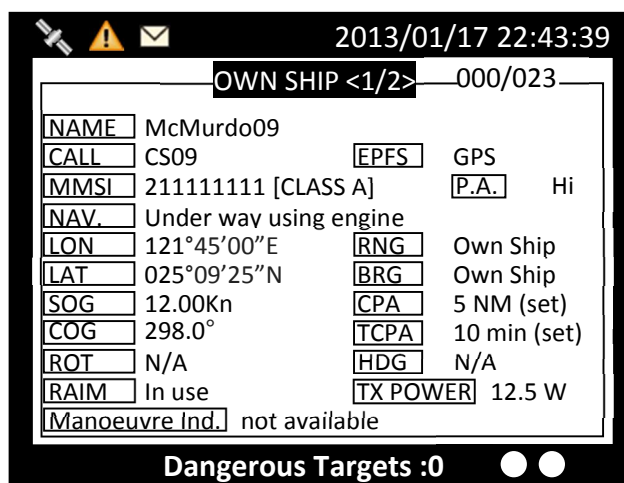 2013/01/17 22:43:39
OWN SHIP <1/2> 000/023
NAME McMurdo09
CALL CS09 EPFS GPS
MMSI 211111111 [CLASS A] P.A. Hi
NAV. Under way using engine
LON 121°45’00”E RNG Own Ship
LAT 025°09’25”N BRG Own Ship
SOG 12.00Kn CPA 5 NM (set)
COG 298.0° TCPA 10 min (set)
ROT N/A HDG N/A
RAIM In use TX POWER 12.5 W
Manoeuvre Ind. not available
Dangerous Targets :0